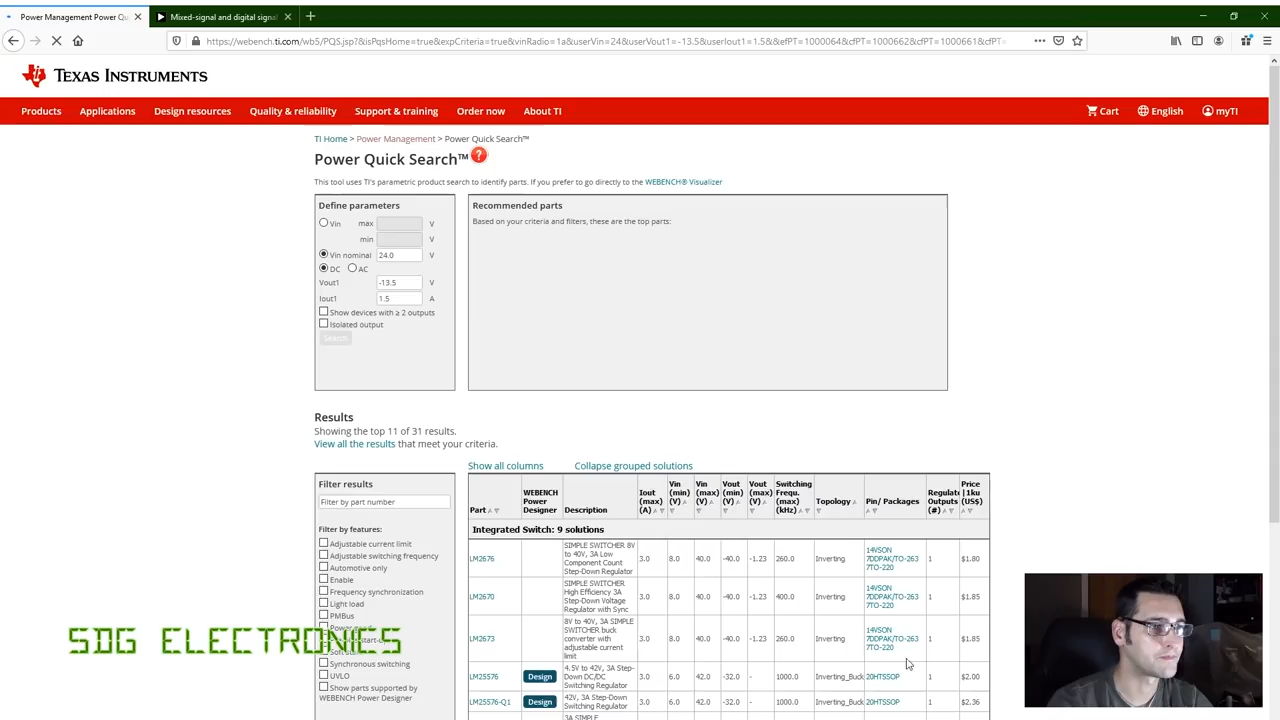 Power Management Power Qu
Mixed-signal and digital signal
https://webench.ti.com/wb5/PQS.jsp?&isPqsHome=true&expCriteria=true&vinRadio=1a&userVin=24&userVout1=-13.5&userIout1=1.5&&efPT=1000064&cfPT=1000662&cfPT=1000661&cfPT=
TEXAS INSTRUMENTS
Products Applications Design resources Quality & reliability Support & training Order now About TI Cart English myTI
TI Home > Power Management > Power Quick Search™
Power Quick Search™ ?
This tool uses TI's parametric product search to identify parts. If you prefer to go directly to the WEBENCH® Visualizer
Define parameters
Vin max V
min V
Vin nominal 24.0 V
DC AC
Vout1 -13.5 V
Iout1 1.5 A
Show devices with ≥ 2 outputs
Isolated output
Search
Recommended parts
Based on your criteria and filters, these are the top parts:
Results
Showing the top 11 of 31 results.
View all the results that meet your criteria.
Show all columns Collapse grouped solutions
Filter results
Filter by part number
Filter by features:
Adjustable current limit
Adjustable switching frequency
Automotive only
Enable
Frequency synchronization
Light load
PMBus
Synchronous switching
UVLO
Show parts supported by
WEBENCH Power Designer
Part
WEBENCH
Power
Designer
Description
Iout
(max)
(A)
Vin
(min)
(V)
Vin
(max)
(V)
Vout
(min)
(V)
Vout
(max)
(V)
Switching
Frequ.
(max)
(kHz)
Topology
Pin/ Packages
Regulate
Outputs
(#)
Price
|1ku
(US$)
Integrated Switch: 9 solutions
LM2676
SIMPLE SWITCHER 8V
to 40V, 3A Low
Component Count
Step-Down Regulator
3.0 8.0 40.0 -40.0 -1.23 260.0 Inverting
14VSON
7DDPAK/TO-263
7TO-220
1 $1.80
LM2670
SIMPLE SWITCHER
High Efficiency 3A
Step-Down Voltage
Regulator with Sync
3.0 8.0 40.0 -40.0 -1.23 400.0 Inverting
14VSON
7DDPAK/TO-263
7TO-220
1 $1.85
LM2673
8V to 40V, 3A SIMPLE
SWITCHER buck
converter with
adjustable current
limit
3.0 8.0 40.0 -40.0 -1.23 260.0 Inverting
14VSON
7DDPAK/TO-263
7TO-220
1 $1.85
LM25576 Design
4.5V to 42V, 3A Step-
Down DC/DC
Switching Regulator
3.0 6.0 42.0 -32.0 - 1000.0 Inverting_Buck 20HTSSOP 1 $2.00
LM25576-Q1 Design
42V, 3A Step-Down
Switching Regulator
3.0 6.0 42.0 -32.0 - 1000.0 Inverting_Buck 20HTSSOP 1 $2.36
3A SIMPLE
SDG ELECTRONICS